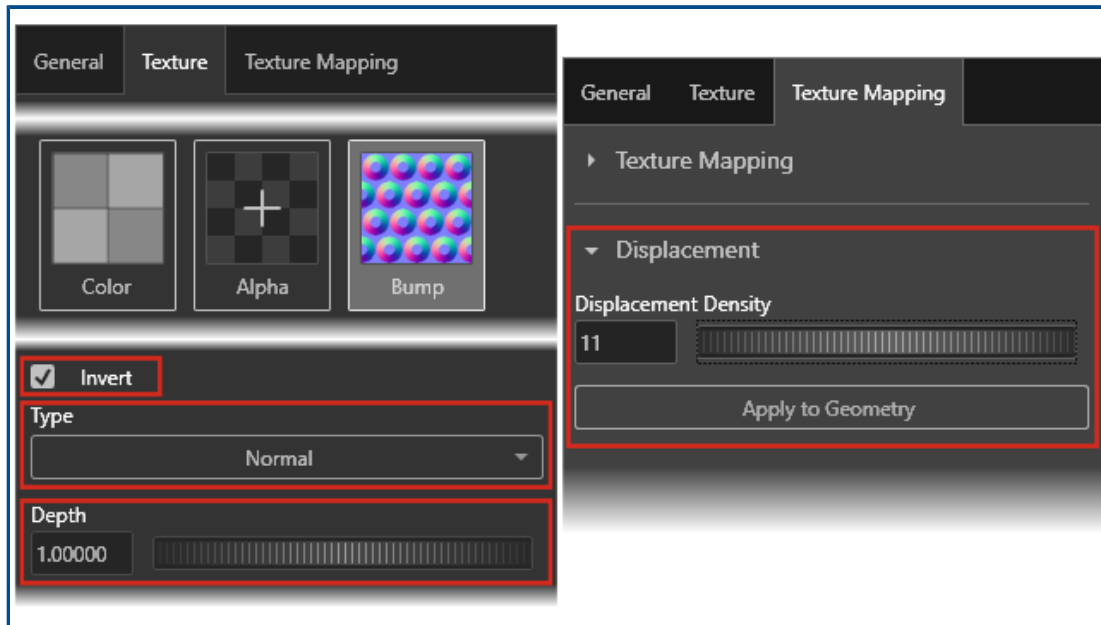 General Texture Texture Mapping
Color Alpha Bump
Invert
Type
Normal
Depth
1.00000
General Texture Texture Mapping
Texture Mapping
Displacement
Displacement Density
11
Apply to Geometry